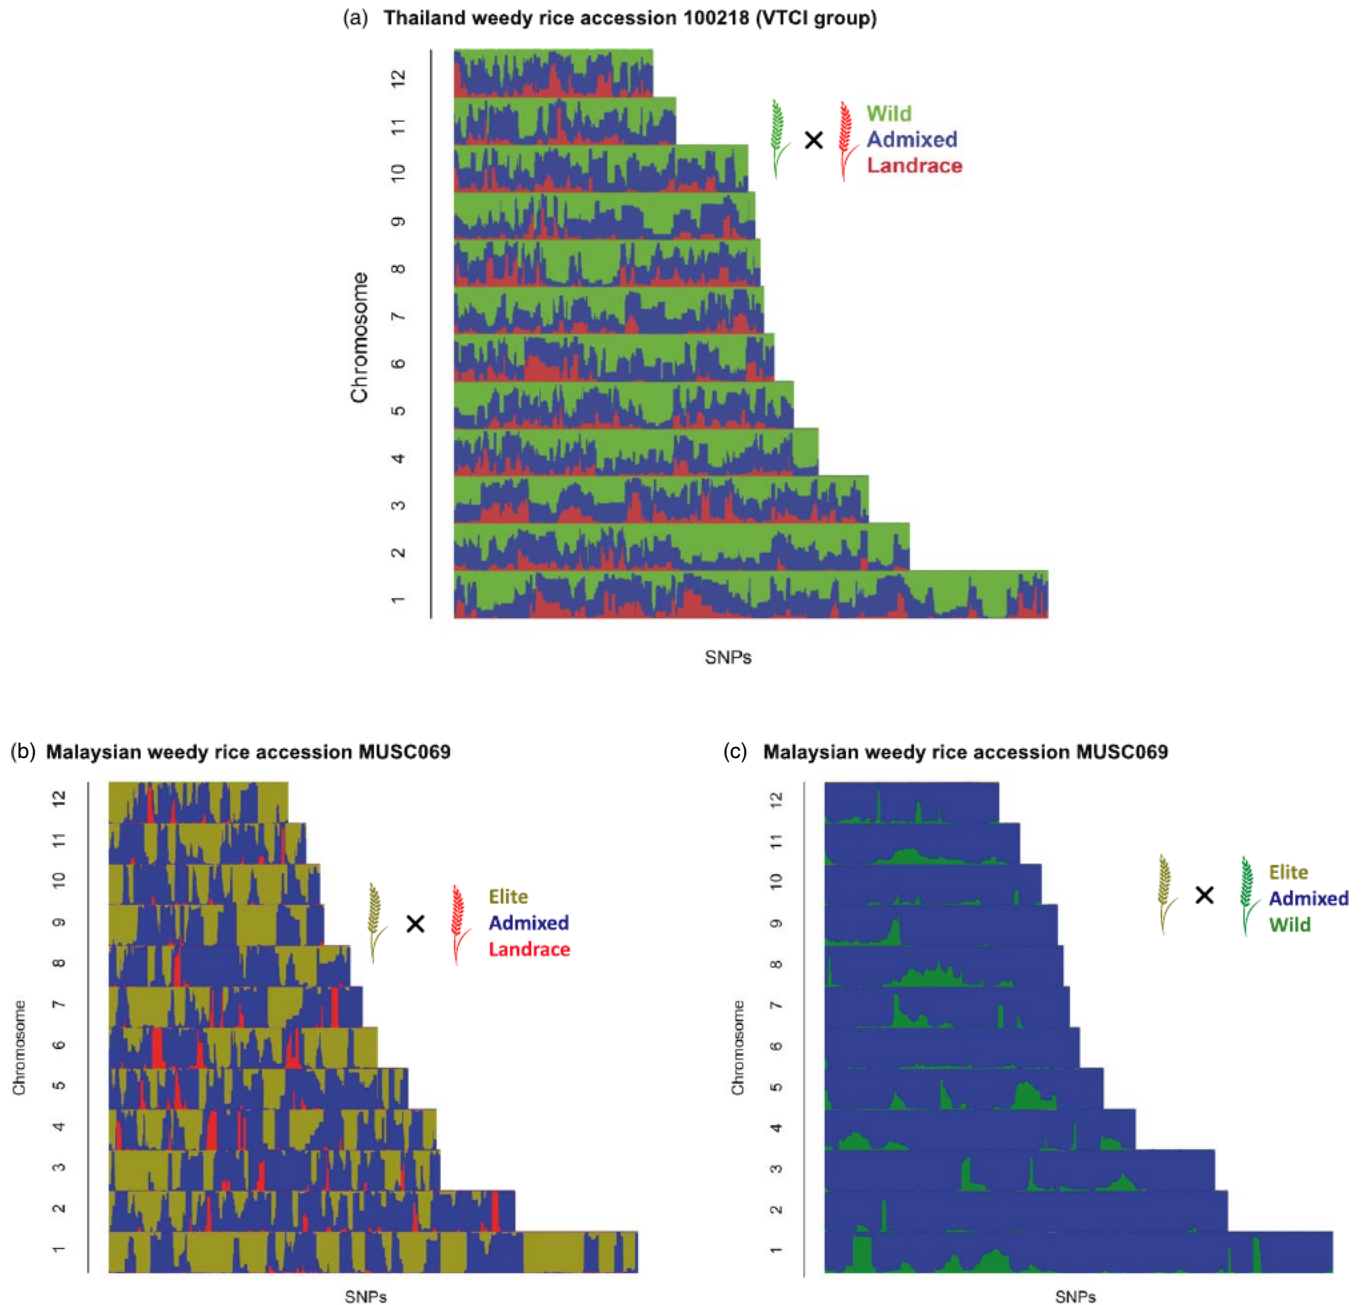 (a) Thailand weedy rice accession 100218 (VTCI group)
Chromosome
12
11
10
9
8
7
6
5
4
3
2
1
Wild
× Admixed
Landrace
SNPs
(b) Malaysian weedy rice accession MUSC069
Chromosome
12
11
10
9
8
7
6
5
4
3
2
1
Elite
× Admixed
Landrace
SNPs
(c) Malaysian weedy rice accession MUSC069
Chromosome
12
11
10
9
8
7
6
5
4
3
2
1
Elite
× Admixed
Wild
SNPs